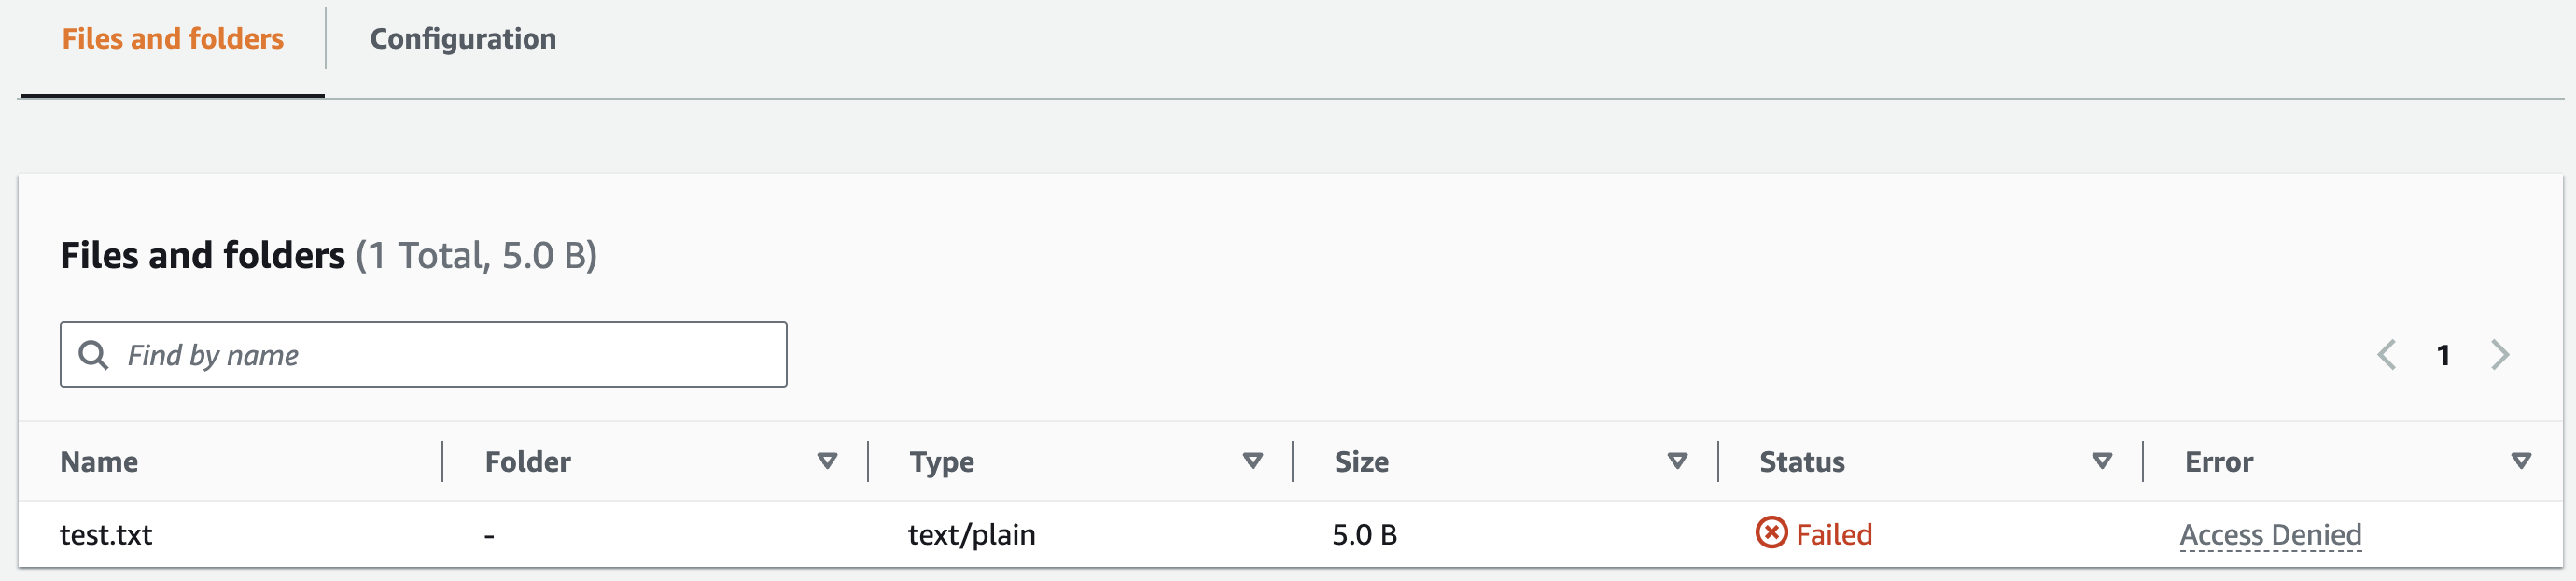 Files and folders Configuration
Files and folders (1 Total, 5.0 B)
Find by name 1
Name Folder Type Size Status Error
test.txt - text/plain 5.0 B Failed Access Denied